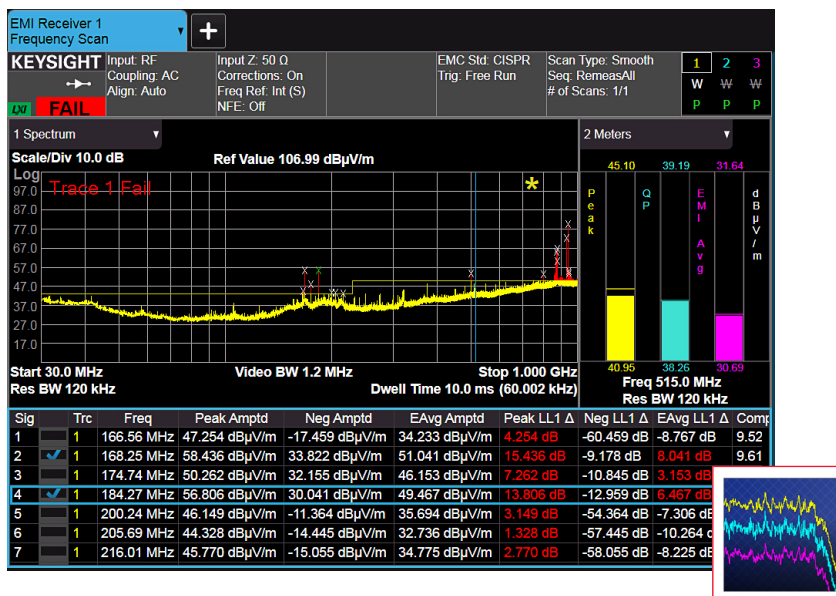 EMI Receiver 1
Frequency Scan
+
KEYSIGHT
LXI FAIL
Input: RF
Coupling: AC
Align: Auto
Input Z: 50 Ω
Corrections: On
Freq Ref: Int (S)
NFE: Off
EMC Std: CISPR
Trig: Free Run
Scan Type: Smooth
Seq: RemeasAll
# of Scans: 1/1
1 2 3
W W W
P P P
1 Spectrum
Scale/Div 10.0 dB
Ref Value 106.99 dBµV/m
Log
Trace 1 Fail
97.0
87.0
77.0
67.0
57.0
47.0
37.0
27.0
17.0
Start 30.0 MHz
Video BW 1.2 MHz
Stop 1.000 GHz
Res BW 120 kHz
Dwell Time 10.0 ms (60.002 kHz)
2 Meters
45.10 39.19 31.64
Peak
QP
EMI Avg
dBµV/m
40.95 38.26 30.69
Freq 515.0 MHz
Res BW 120 kHz
Sig Trc Freq Peak Amptd Neg Amptd EAvg Amptd Peak LL1 Δ Neg LL1 Δ EAvg LL1 Δ Comp
1 1 166.56 MHz 47.254 dBµV/m -17.459 dBµV/m 34.233 dBµV/m 4.254 dB -60.459 dB -8.767 dB 9.52
2 1 168.25 MHz 58.436 dBµV/m 33.822 dBµV/m 51.041 dBµV/m 15.436 dB -9.178 dB 8.041 dB 9.61
3 1 174.74 MHz 50.262 dBµV/m 32.155 dBµV/m 46.153 dBµV/m 7.262 dB -10.845 dB 3.153 dB
4 1 184.27 MHz 56.806 dBµV/m 30.041 dBµV/m 49.467 dBµV/m 13.806 dB -12.959 dB 6.467 dB
5 1 200.24 MHz 46.149 dBµV/m -11.364 dBµV/m 35.694 dBµV/m 3.149 dB -54.364 dB -7.306 dB
6 1 205.69 MHz 44.328 dBµV/m -14.445 dBµV/m 32.736 dBµV/m 1.328 dB -57.445 dB -10.264
7 1 216.01 MHz 45.770 dBµV/m -15.055 dBµV/m 34.775 dBµV/m 2.770 dB -58.055 dB -8.225 dB